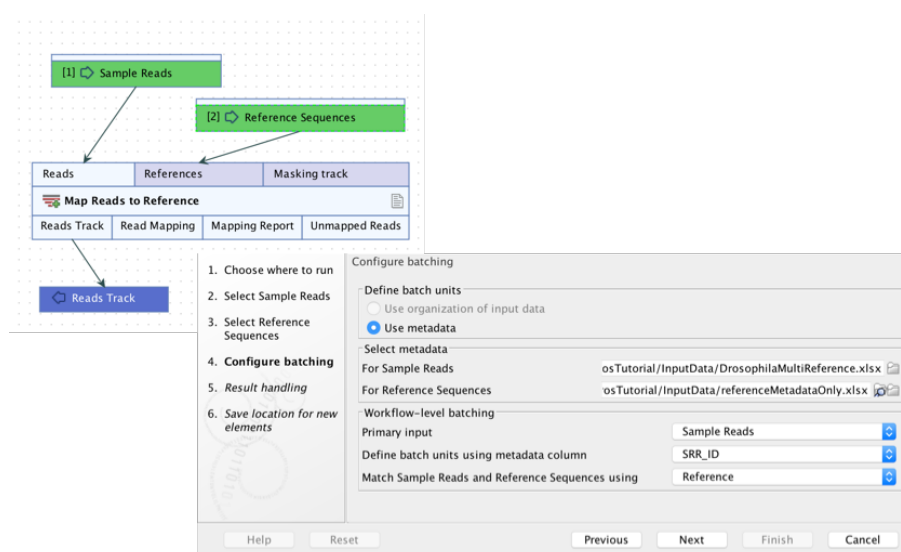 [1] Sample Reads
[2] Reference Sequences
Reads References Masking track
Map Reads to Reference
Reads Track Read Mapping Mapping Report Unmapped Reads
Reads Track
1. Choose where to run
2. Select Sample Reads
3. Select Reference
Sequences
4. Configure batching
5. Result handling
6. Save location for new
elements
Configure batching
Define batch units
Use organization of input data
Use metadata
Select metadata
For Sample Reads osTutorial/InputData/DrosophilaMultiReference.xlsx
For Reference Sequences osTutorial/InputData/referenceMetadataOnly.xlsx
Workflow-level batching
Primary input Sample Reads
Define batch units using metadata column SRR_ID
Match Sample Reads and Reference Sequences using Reference
Help Reset Previous Next Finish Cancel